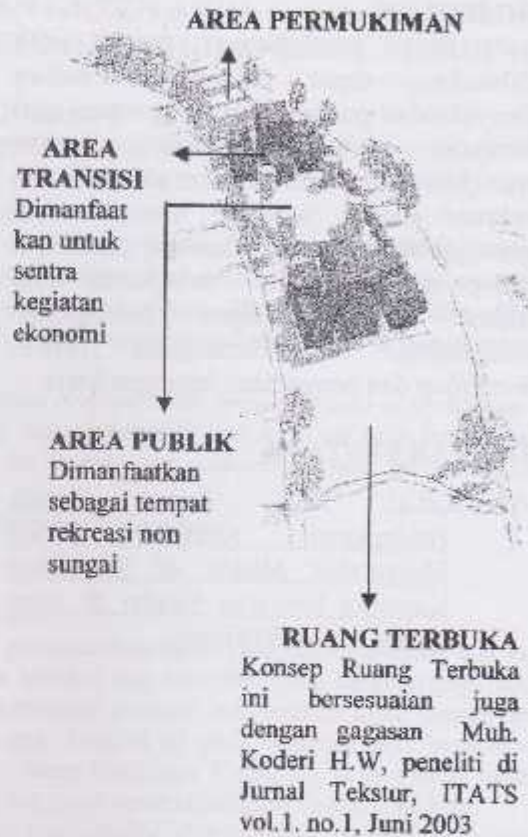 AREA PERMUKIMAN
AREA
TRANSISI
Dimanfaat
kan untuk
sentra
kegiatan
ekonomi
AREA PUBLIK
Dimanfaatkan
sebagai tempat
rekreasi non
sungai
RUANG TERBUKA
Konsep Ruang Terbuka
ini bersesuaian juga
dengan gagasan Muh.
Koderi H.W, peneliti di
Jurnal Tekstur, ITATS
vol.1. no.1, Juni 2003